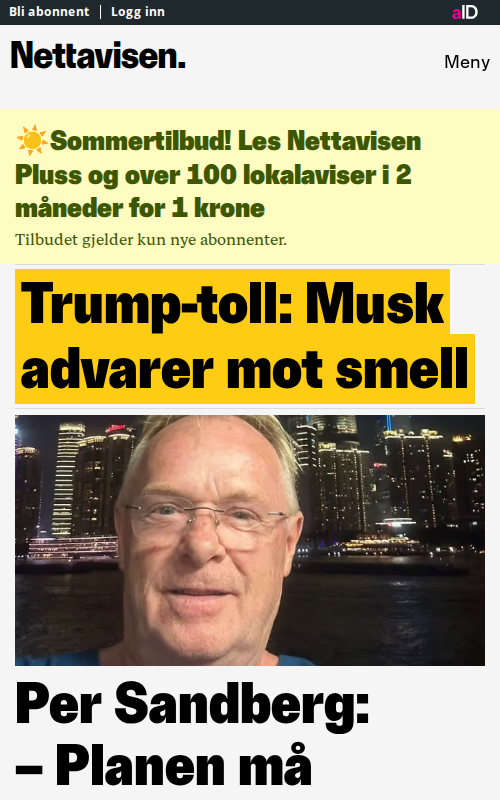 Bli abonnent | Logg inn
aID
Nettavisen.
Meny
☀️Sommertilbud! Les Nettavisen
Pluss og over 100 lokalaviser i 2
måneder for 1 krone
Tilbudet gjelder kun nye abonnenter.
Trump-toll: Musk
advarer mot smell
Per Sandberg:
– Planen må